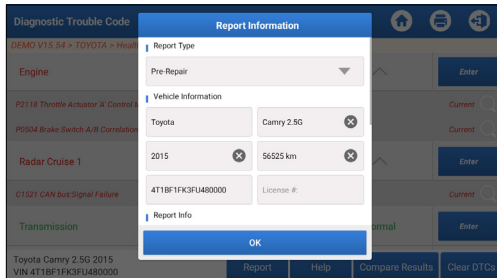 Diagnostic Trouble Code
Report Information
DEMO V15.54 > TOYOTA > Health
Report Type
Engine
Pre-Repair
Enter
Vehicle Information
P2118 Throttle Actuator 'A' Control M
Current
Toyota
Camry 2.5G
P0504 Brake Switch A/B Correlation
Current
2015
56525 km
Radar Cruise 1
Enter
4T1BF1FK3FU480000
License #:
C1521 CAN bus Signal Failure
Current
Report Info
Transmission
ormal
Enter
OK
Toyota Camry 2.5G 2015
VIN 4T1BF1FK3FU480000
Report
Help
Compare Results
Clear DTCs